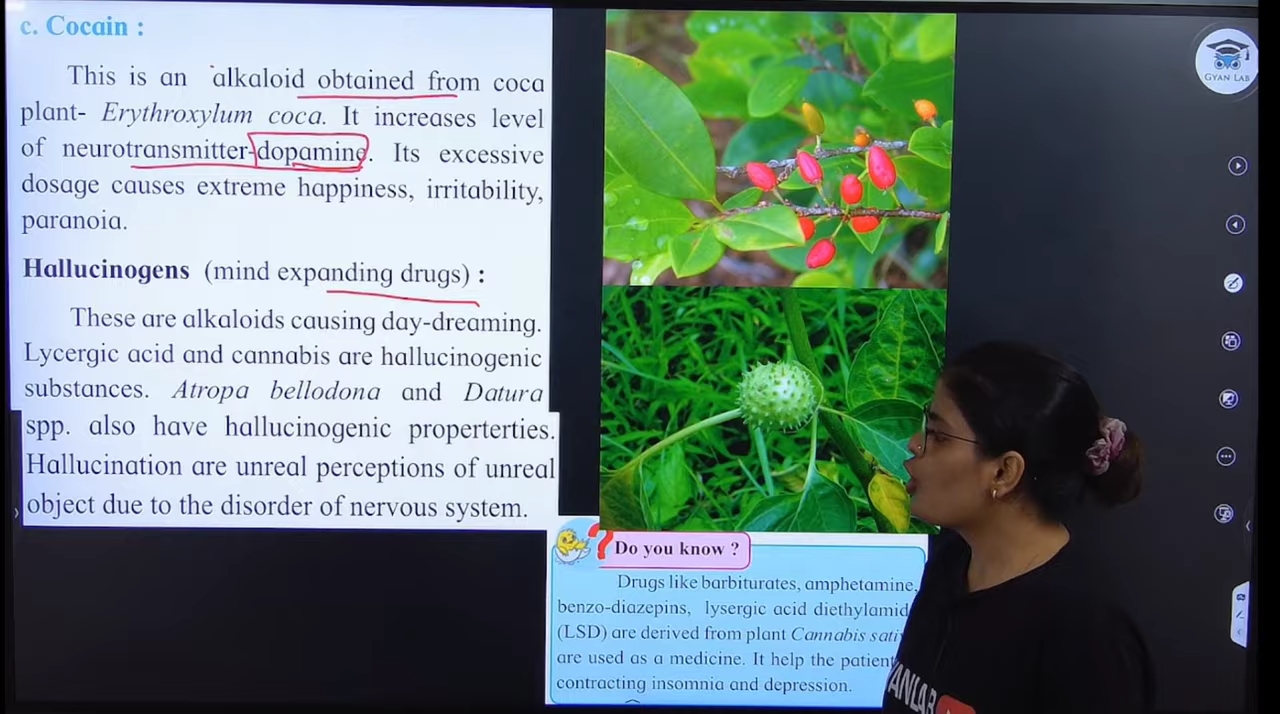 c. Cocain :
This is an alkaloid obtained from coca
plant- Erythroxylum coca. It increases level
of neurotransmitter-dopamine. Its excessive
dosage causes extreme happiness, irritability,
paranoia.
Hallucinogens (mind expanding drugs) :
These are alkaloids causing day-dreaming.
Lycergic acid and cannabis are hallucinogenic
substances. Atropa bellodona and Datura
spp. also have hallucinogenic properterties.
Hallucination are unreal perceptions of unreal
object due to the disorder of nervous system.
Do you know ?
Drugs like barbiturates, amphetamine,
benzo-diazepins, lysergic acid diethylamid
(LSD) are derived from plant Cannabis sati
are used as a medicine. It help the patient
contracting insomnia and depression.
GYAN LAB
YANLAB